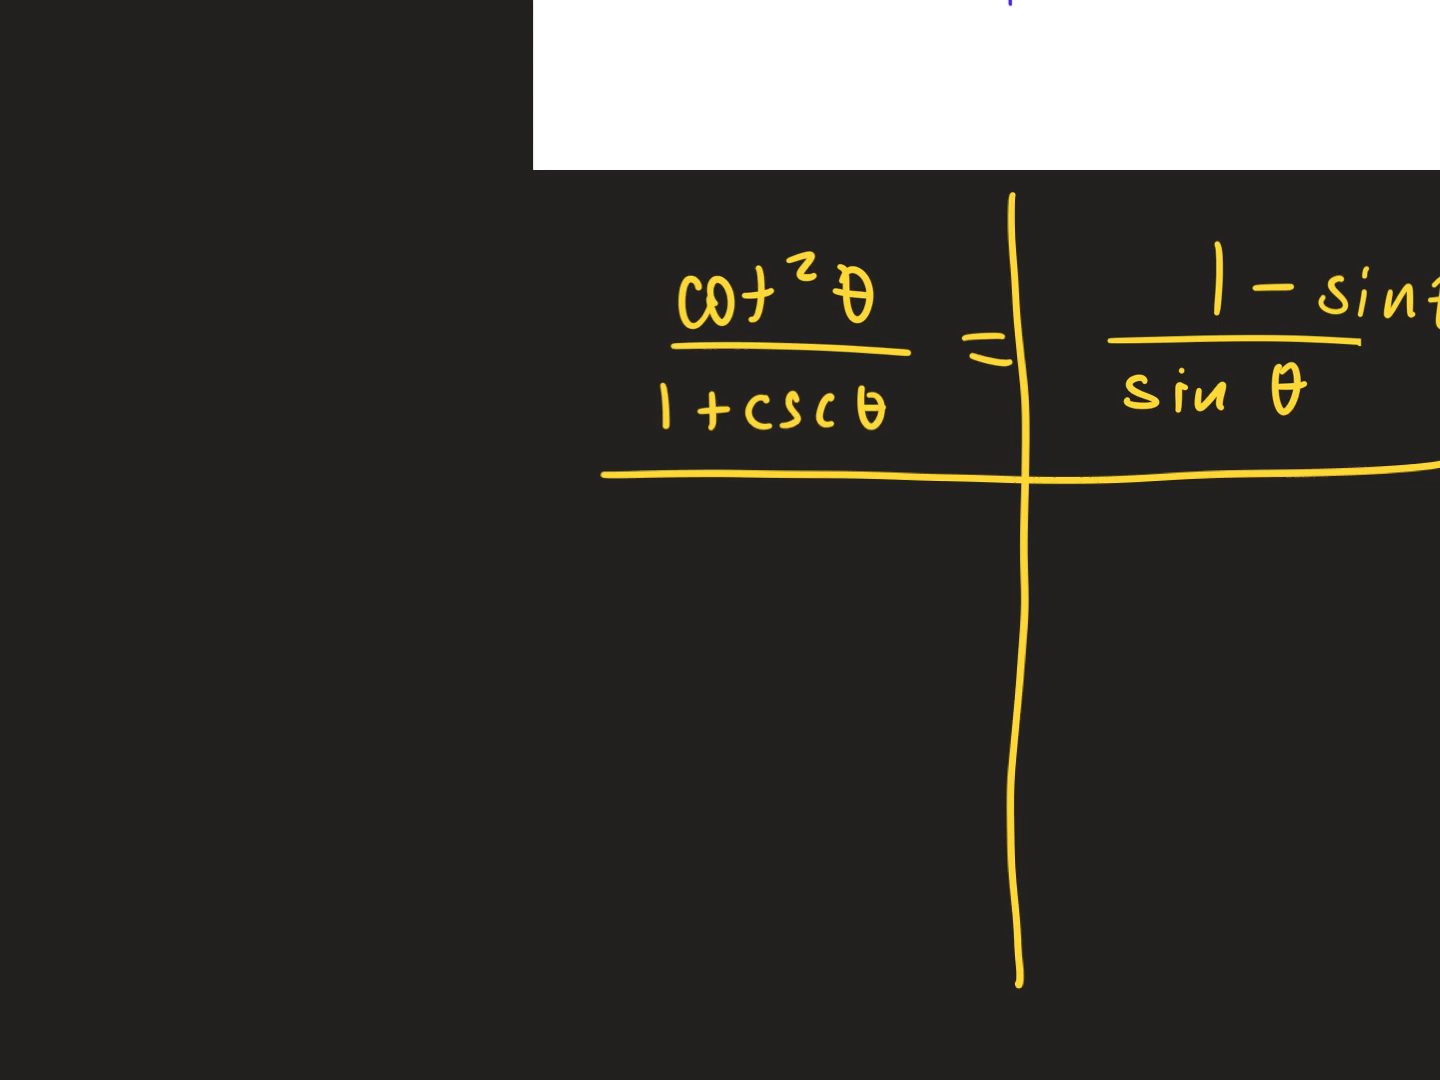 cot²θ / 1+cscθ = 1 - sin / sin θ